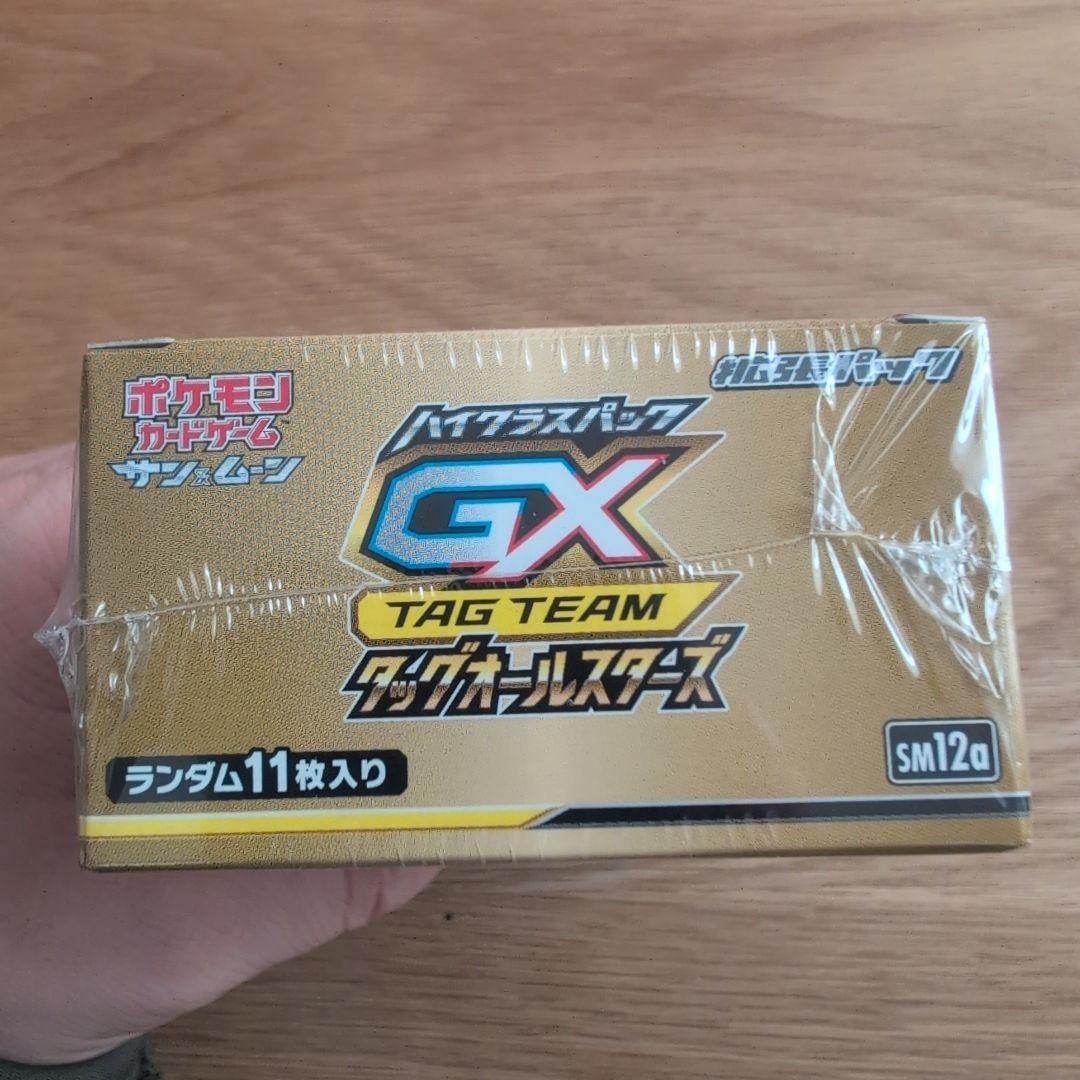 ポケモン
カードゲーム
サン&ムーン
拡張パック
ハイクラスパック
GX
TAG TEAM
タッグオールスターズ
ランダム11枚入り
SM12a